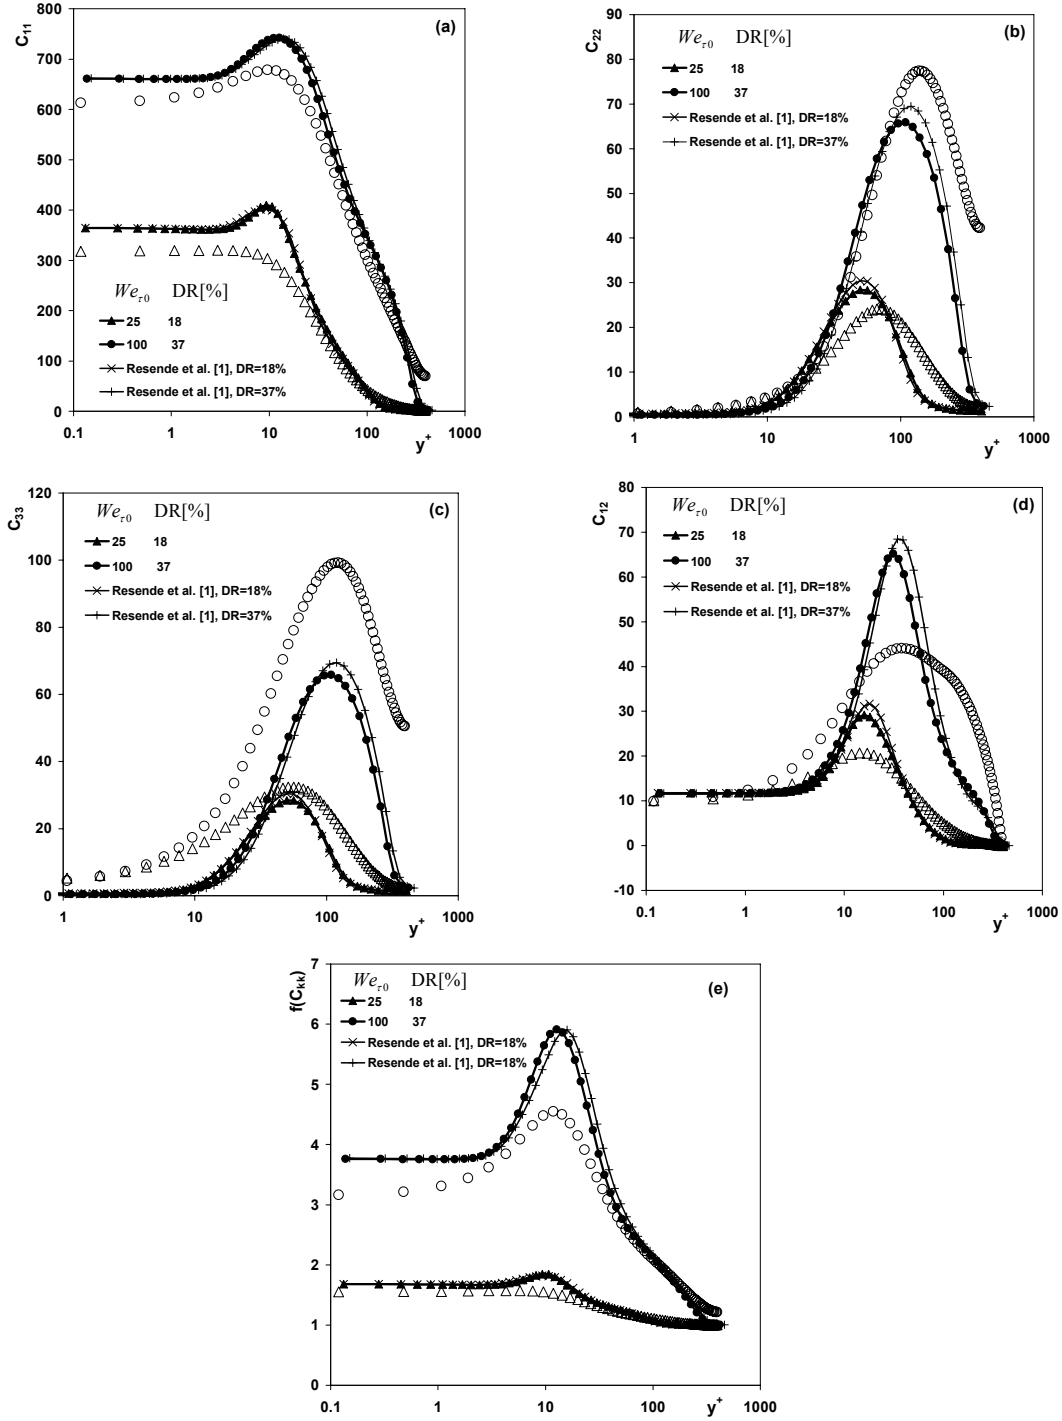 (a)
C11
800
700
600
500
400
300
200
100
0
Weτ0 DR[%]
25 18
100 37
Resende et al. [1], DR=18%
Resende et al. [1], DR=37%
0.1 1 10 100 1000
y+
(b)
C22
90
80
70
60
50
40
30
20
10
0
Weτ0 DR[%]
25 18
100 37
Resende et al. [1], DR=18%
Resende et al. [1], DR=37%
1 10 100 1000
y+
(c)
C33
120
100
80
60
40
20
0
Weτ0 DR[%]
25 18
100 37
Resende et al. [1], DR=18%
Resende et al. [1], DR=37%
1 10 100 1000
y+
(d)
C12
80
70
60
50
40
30
20
10
0
-10
Weτ0 DR[%]
25 18
100 37
Resende et al. [1], DR=18%
Resende et al. [1], DR=37%
0.1 1 10 100 1000
y+
(e)
f(Ckk)
7
6
5
4
3
2
1
0
Weτ0 DR[%]
25 18
100 37
Resende et al. [1], DR=18%
Resende et al. [1], DR=18%
0.1 1 10 100 1000
y+